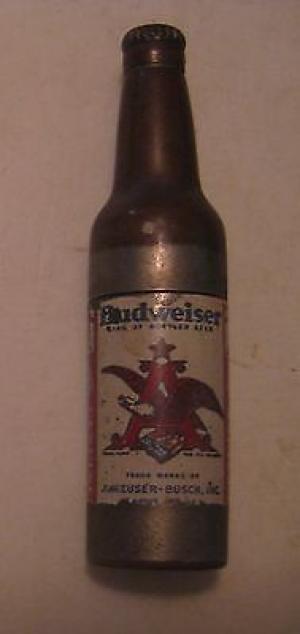 Budweiser
KING OF BOTTLED BEER
TRADE MARKS OF
ANHEUSER-BUSCH, INC.